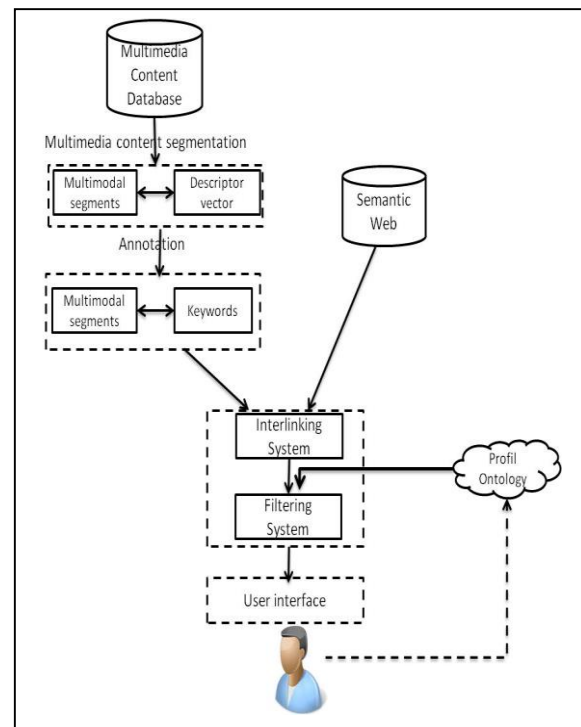 Multimedia
Content
Database
Multimedia content segmentation
Multimodal
segments
Descriptor
vector
Semantic
Web
Annotation
Multimodal
segments
Keywords
Interlinking
System
Profil
Ontology
Filtering
System
User interface